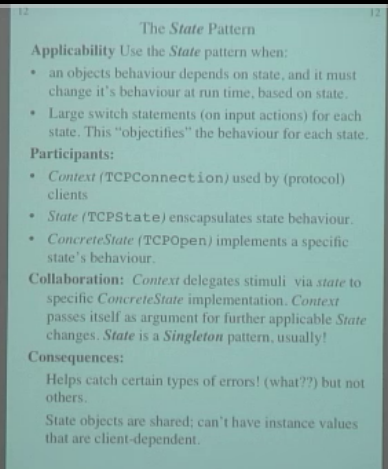 12 12
The State Pattern
Applicability Use the State pattern when:
• an objects behaviour depends on state, and it must
change it's behaviour at run time, based on state.
• Large switch statements (on input actions) for each
state. This "objectifies" the behaviour for each state.
Participants:
• Context (TCPConnection) used by (protocol)
clients
• State (TCPState) enscapsulates state behaviour.
• ConcreteState (TCPOpen) implements a specific
state's behaviour.
Collaboration: Context delegates stimuli via state to
specific ConcreteState implementation. Context
passes itself as argument for further applicable State
changes. State is a Singleton pattern, usually!
Consequences:
Helps catch certain types of errors! (what??) but not
others.
State objects are shared; can't have instance values
that are client-dependent.